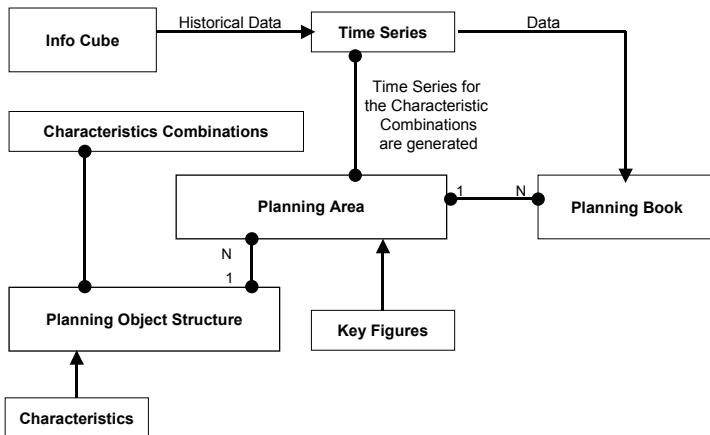 Info Cube
Historical Data
Time Series
Data
Time Series for
the Characteristic
Combinations
are generated
Characteristics Combinations
Planning Area
1
N
Planning Book
N
1
Planning Object Structure
Key Figures
Characteristics